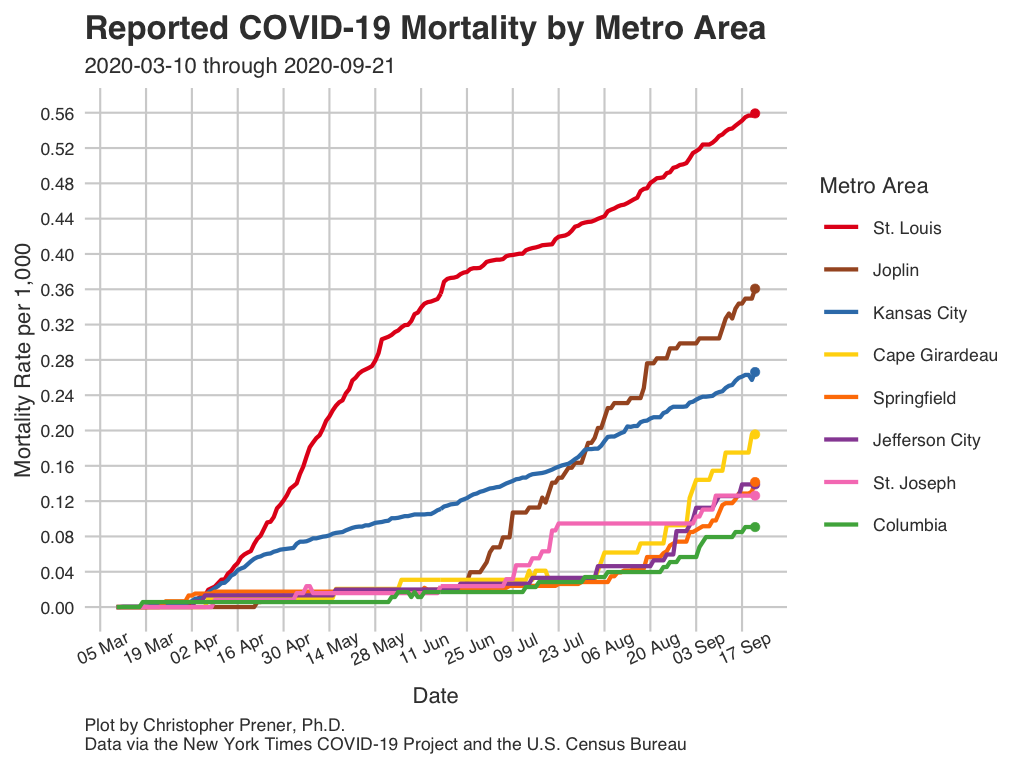 Reported COVID-19 Mortality by Metro Area
2020-03-10 through 2020-09-21
Mortality Rate per 1,000
0.56
0.52
0.48
0.44
0.40
0.36
0.32
0.28
0.24
0.20
0.16
0.12
0.08
0.04
0.00
05 Mar
19 Mar
02 Apr
16 Apr
30 Apr
14 May
28 May
11 Jun
25 Jun
09 Jul
23 Jul
06 Aug
20 Aug
03 Sep
17 Sep
Date
Metro Area
St. Louis
Joplin
Kansas City
Cape Girardeau
Springfield
Jefferson City
St. Joseph
Columbia
Plot by Christopher Prener, Ph.D.
Data via the New York Times COVID-19 Project and the U.S. Census Bureau